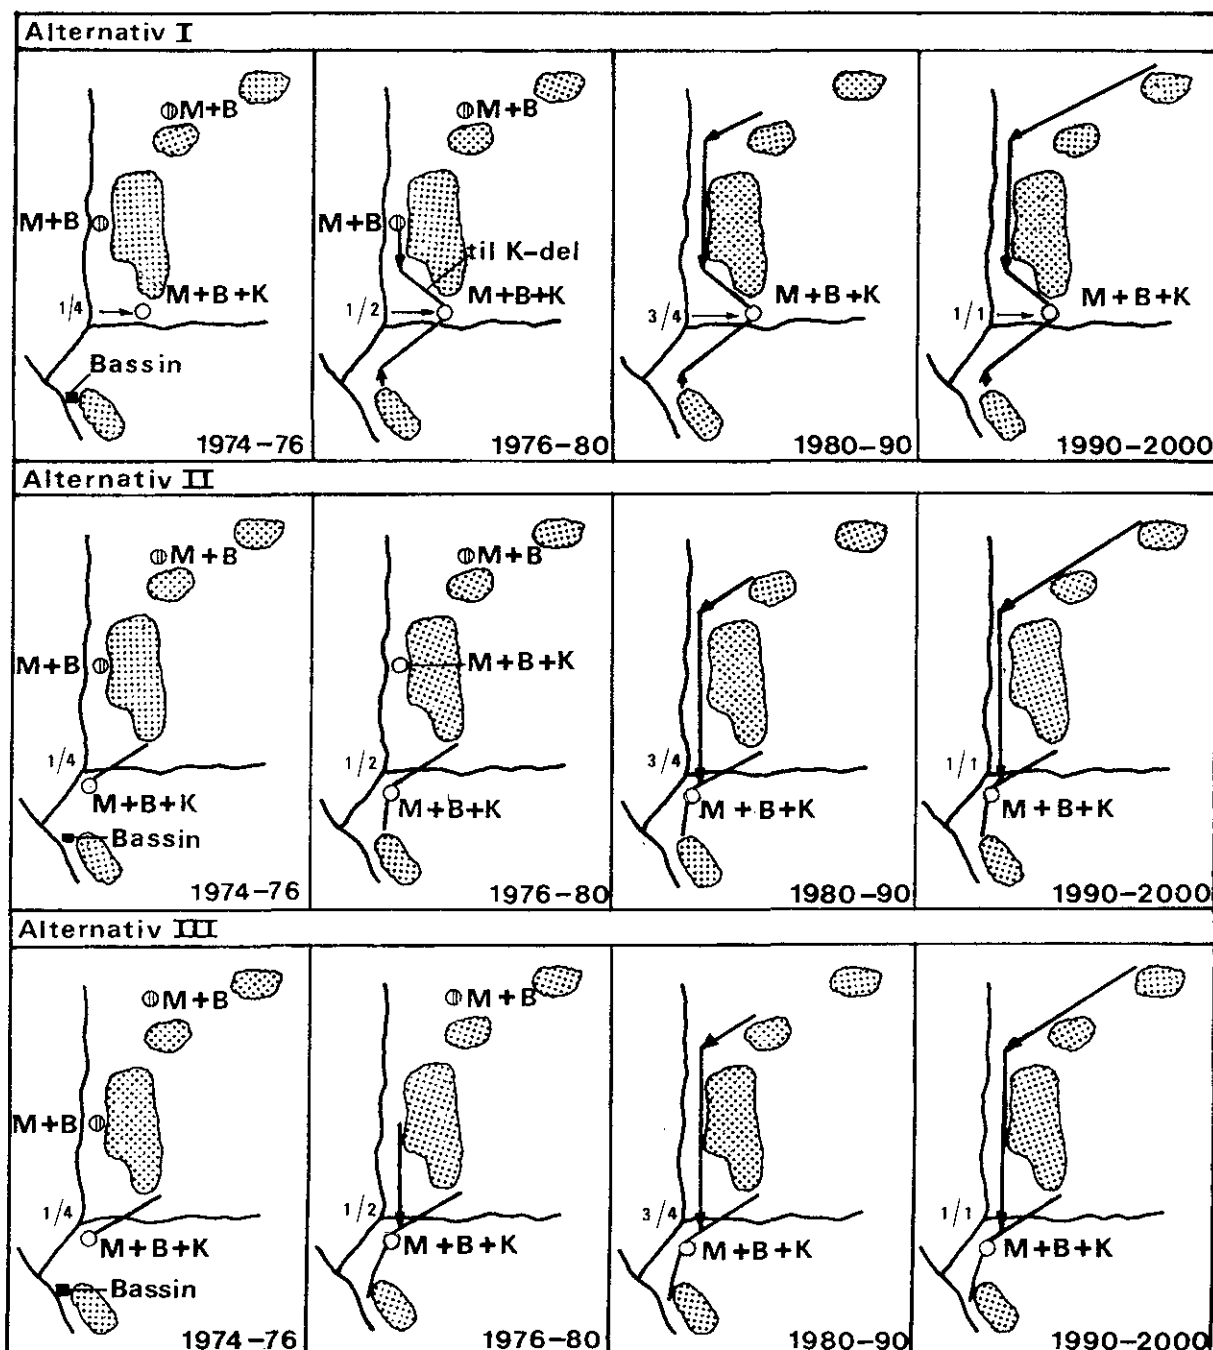 Alternativ I
M+B
M+B
M+B+K
1/4
Bassin
1974-76
M+B
M+B
til K-del
M+B+K
1/2
1976-80
M+B+K
3/4
1980-90
M+B+K
1/1
1990-2000
Alternativ II
M+B
M+B
1/4
M+B+K
Bassin
1974-76
M+B
M+B+K
1/2
M+B+K
1976-80
3/4
M+B+K
1980-90
1/1
M+B+K
1990-2000
Alternativ III
M+B
M+B
1/4
M+B+K
Bassin
1974-76
M+B
1/2
M+B+K
1976-80
3/4
M+B+K
1980-90
1/1
M+B+K
1990-2000